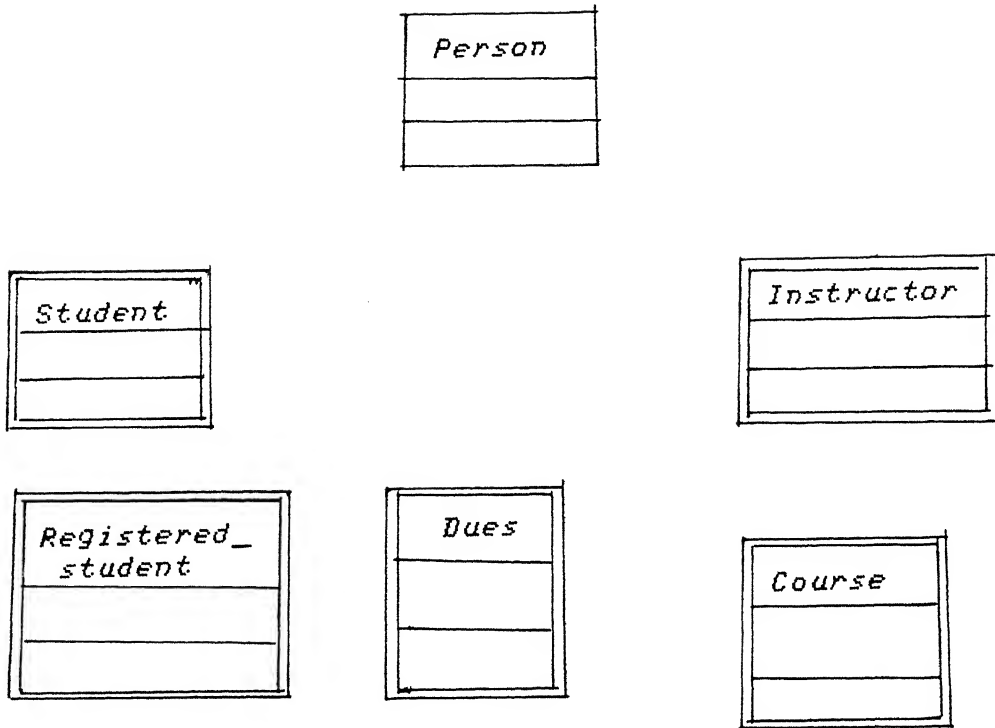 Person
Student
Instructor
Registered_
student
Dues
Course